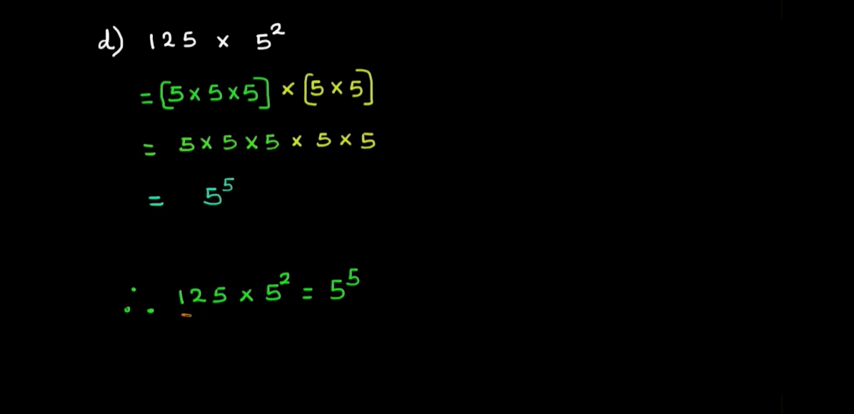 d) 125 × 5²
= [5 × 5 × 5] × [5 × 5]
= 5 × 5 × 5 × 5 × 5
= 5⁵
∴ 125 × 5² = 5⁵